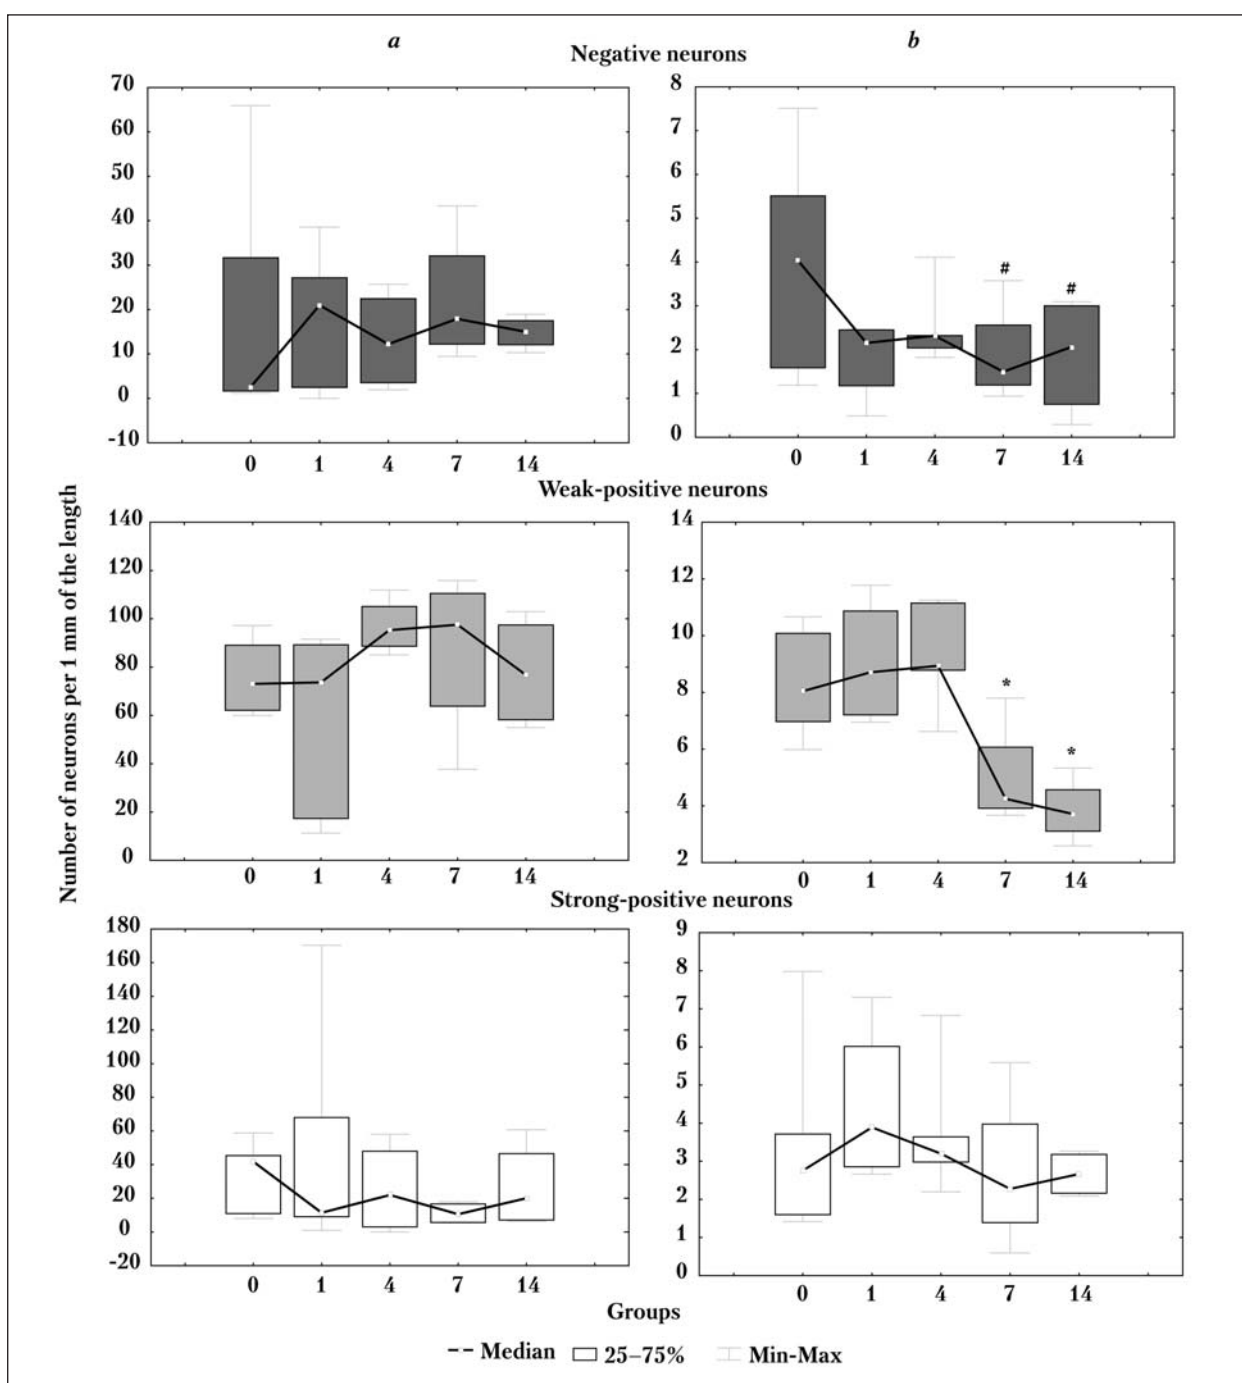 a b
Negative neurons
70 60 50 40 30 20 10 0 -10
0 1 4 7 14
8 7 6 5 4 3 2 1 0
# #
0 1 4 7 14
Number of neurons per 1 mm of the length
Weak-positive neurons
140 120 100 80 60 40 20 0
0 1 4 7 14
14 12 10 8 6 4 2
* *
0 1 4 7 14
Strong-positive neurons
180 160 140 120 100 80 60 40 20 0 -20
0 1 4 7 14
9 8 7 6 5 4 3 2 1 0
0 1 4 7 14
Groups
Median 25–75% Min-Max